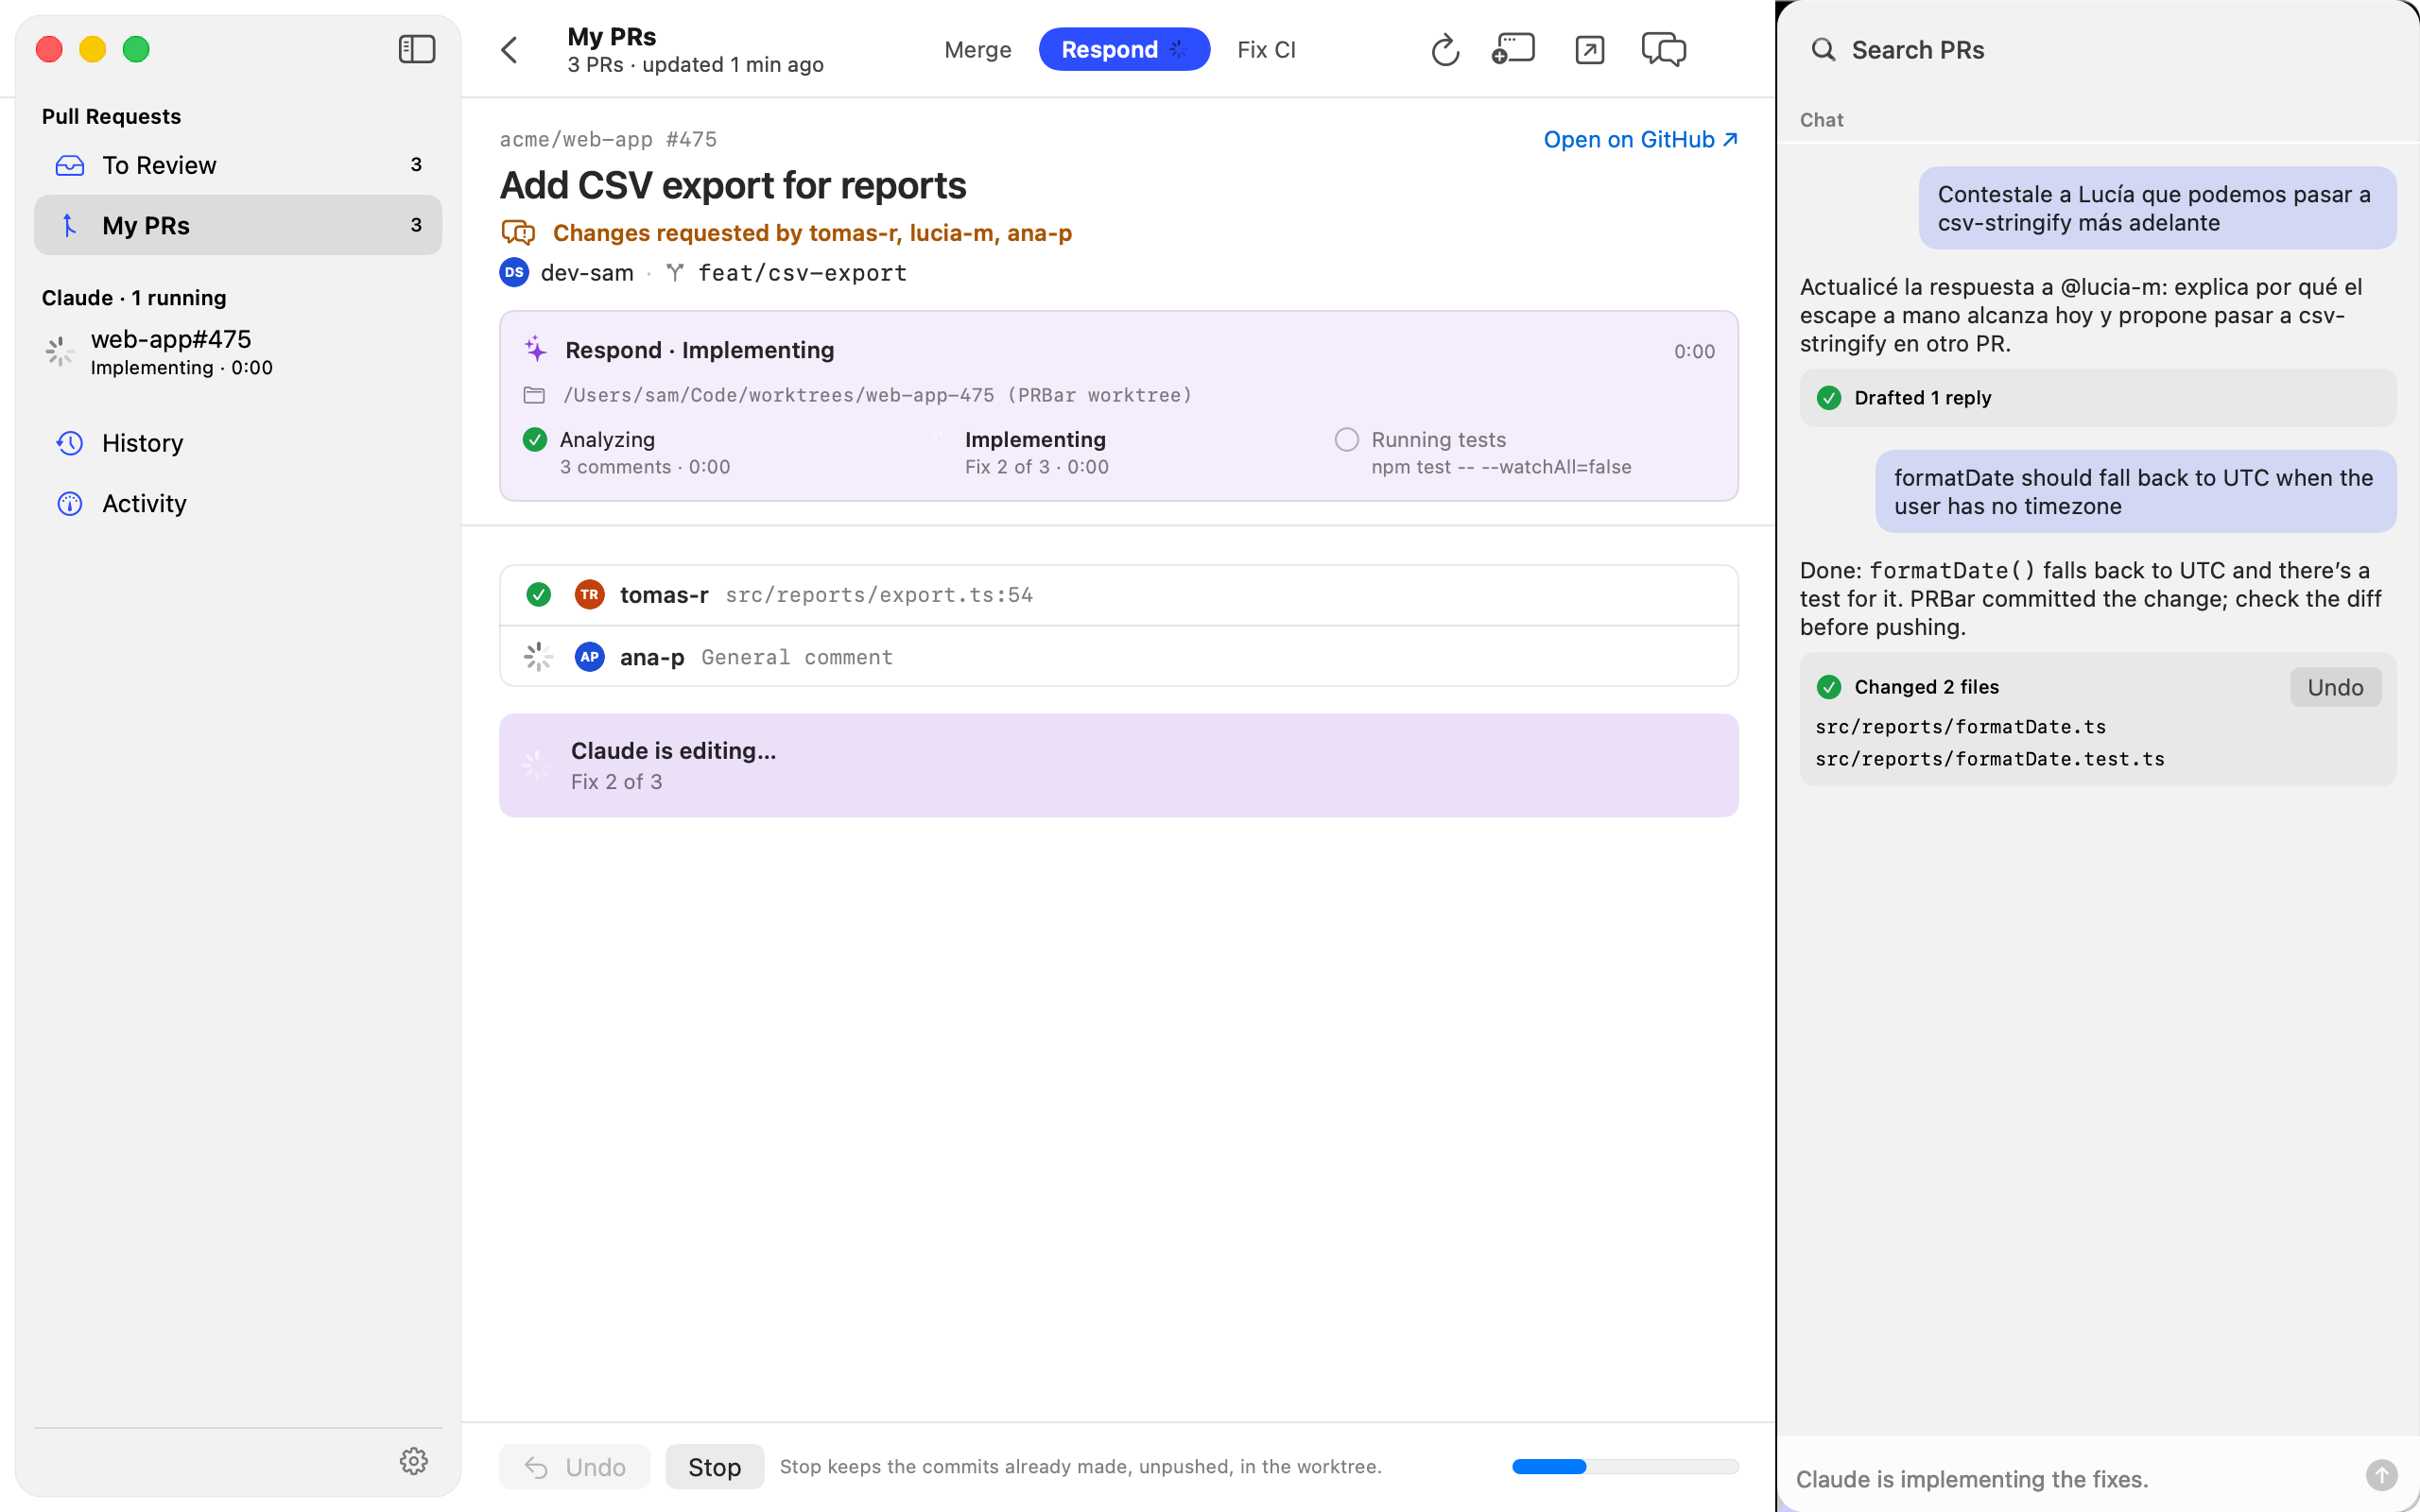 Pull Requests
To Review 3
My PRs 3
Claude · 1 running
web-app#475
Implementing · 0:00
History
Activity
My PRs
3 PRs · updated 1 min ago
Merge
Respond
Fix CI
acme/web-app #475
Open on GitHub ↗
Add CSV export for reports
Changes requested by tomas-r, lucia-m, ana-p
DS dev-sam · feat/csv-export
Respond · Implementing 0:00
/Users/sam/Code/worktrees/web-app-475 (PRBar worktree)
Analyzing
3 comments · 0:00
Implementing
Fix 2 of 3 · 0:00
Running tests
npm test -- --watchAll=false
TR tomas-r src/reports/export.ts:54
AP ana-p General comment
Claude is editing...
Fix 2 of 3
Undo
Stop
Stop keeps the commits already made, unpushed, in the worktree.
Search PRs
Chat
Contestale a Lucía que podemos pasar a
csv-stringify más adelante
Actualicé la respuesta a @lucia-m: explica por qué el
escape a mano alcanza hoy y propone pasar a csv-
stringify en otro PR.
Drafted 1 reply
formatDate should fall back to UTC when the
user has no timezone
Done: formatDate() falls back to UTC and there’s a
test for it. PRBar committed the change; check the diff
before pushing.
Changed 2 files
Undo
src/reports/formatDate.ts
src/reports/formatDate.test.ts
Claude is implementing the fixes.